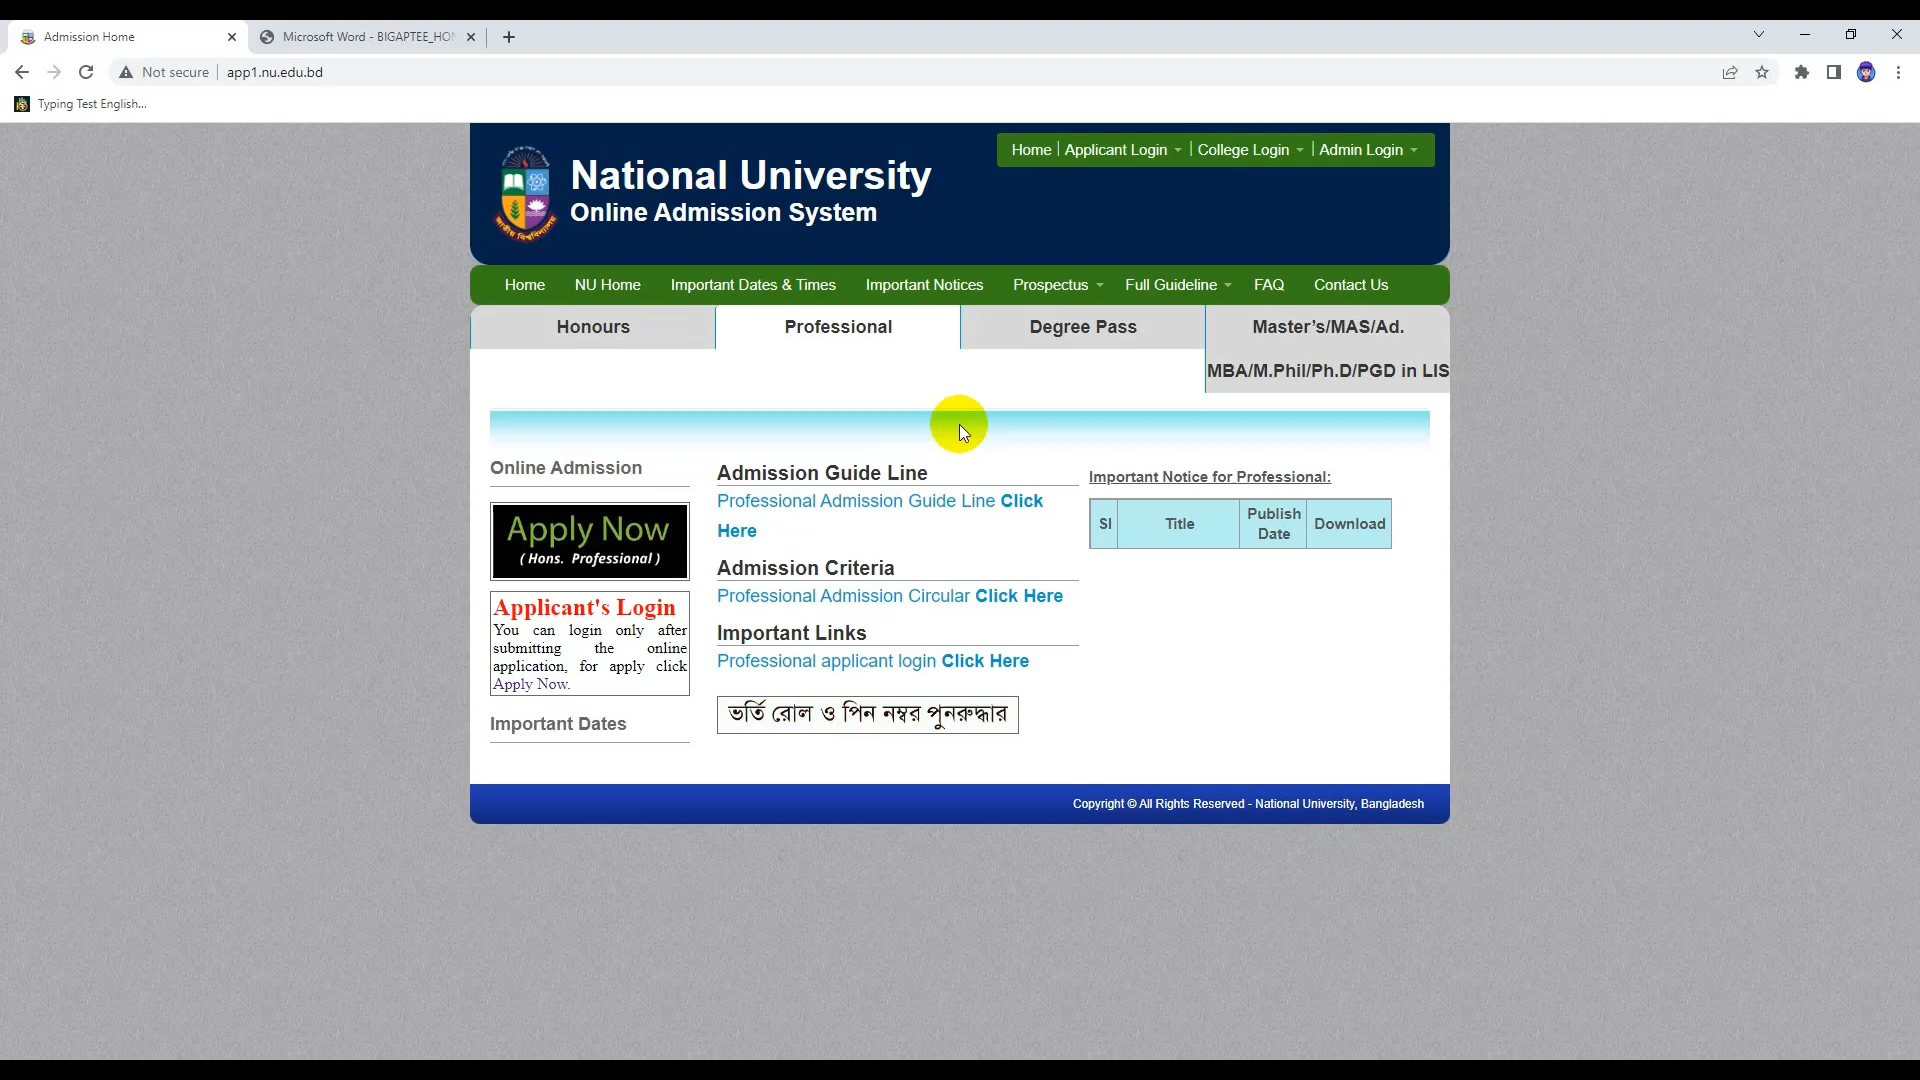 Admission Home
Microsoft Word - BIGAPTEE_HON
Not secure
app1.nu.edu.bd
Typing Test English...
National University
Online Admission System
Home
Applicant Login
College Login
Admin Login
Home
NU Home
Important Dates & Times
Important Notices
Prospectus
Full Guideline
FAQ
Contact Us
Honours
Professional
Degree Pass
Master's/MAS/Ad.
MBA/M.Phil/Ph.D/PGD in LIS
Online Admission
Apply Now
( Hons. Professional )
Applicant's Login
You can login only after
submitting the online
application, for apply click
Apply Now.
Important Dates
Admission Guide Line
Professional Admission Guide Line Click
Here
Admission Criteria
Professional Admission Circular Click Here
Important Links
Professional applicant login Click Here
ভর্তি রোল ও পিন নম্বর পুনরুদ্ধার
Important Notice for Professional:
Sl
Title
Publish
Date
Download
Copyright © All Rights Reserved - National University, Bangladesh